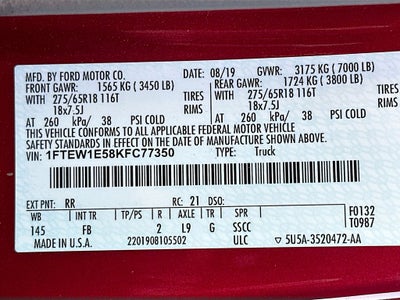 MFD. BY FORD MOTOR CO. DATE: 08/19 GVWR: 3175 KG ( 7000 LB)
FRONT GAWR: 1565 KG ( 3450 LB) REAR GAWR: 1724 KG ( 3800 LB)
WITH 275/65R18 116T TIRES WITH 275/65R18 116T TIRES
18x7.5J RIMS 18x7.5J RIMS
AT 260 kPa/ 38 PSI COLD AT 260 kPa/ 38 PSI COLD
THIS VEHICLE CONFORMS TO ALL APPLICABLE FEDERAL MOTOR VEHICLE
SAFETY STANDARDS IN EFFECT ON THE DATE OF MANUFACTURE SHOWN ABOVE.
VIN: 1FTEW1E58KFC77350 TYPE: Truck
EXT PNT: RR RC: 21 DSO: F0132
WB INT TR TP/PS R AXLE TR SPR T0987
145 FB 2 L9 G SSCC
MADE IN U.S.A. 2201908105502 ULC ▽ 5U5A-3520472-AA